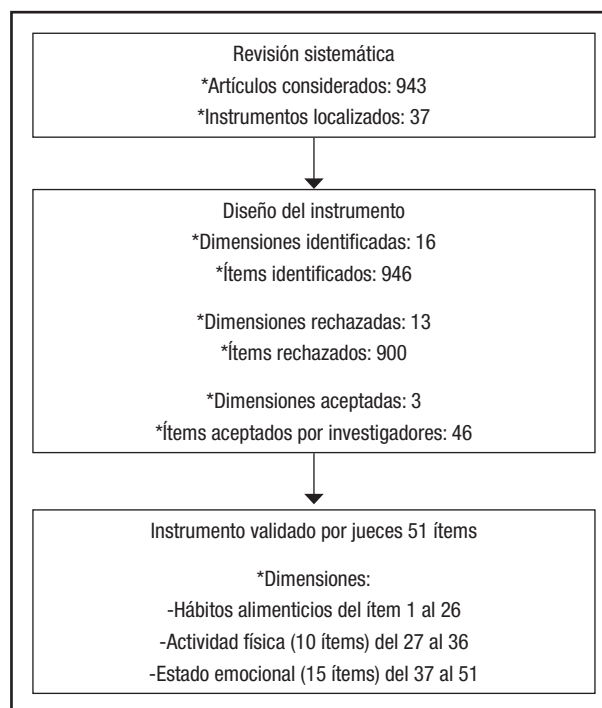 Revisión sistemática
*Artículos considerados: 943
*Instrumentos localizados: 37
Diseño del instrumento
*Dimensiones identificadas: 16
*Ítems identificados: 946
*Dimensiones rechazadas: 13
*Ítems rechazados: 900
*Dimensiones aceptadas: 3
*Ítems aceptados por investigadores: 46
Instrumento validado por jueces 51 ítems
*Dimensiones:
-Hábitos alimenticios del ítem 1 al 26
-Actividad física (10 ítems) del 27 al 36
-Estado emocional (15 ítems) del 37 al 51